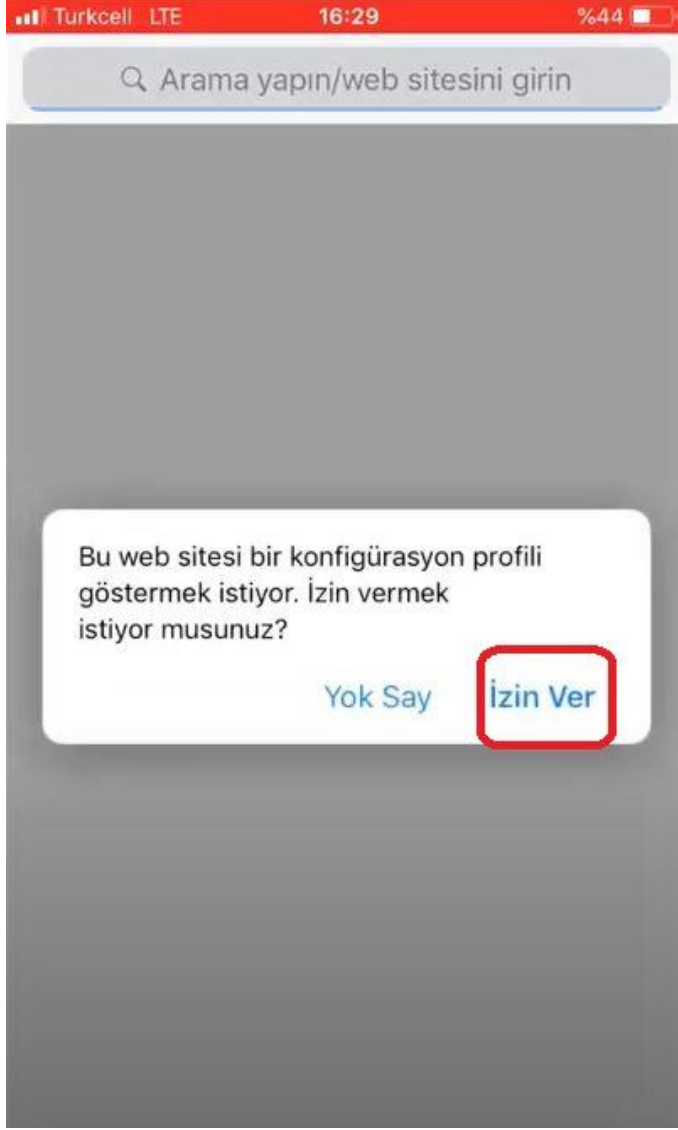 Turkcell LTE 16:29 %44
Arama yapın/web sitesini girin
Bu web sitesi bir konfigürasyon profili
göstermek istiyor. İzin vermek
istiyor musunuz?
Yok Say İzin Ver